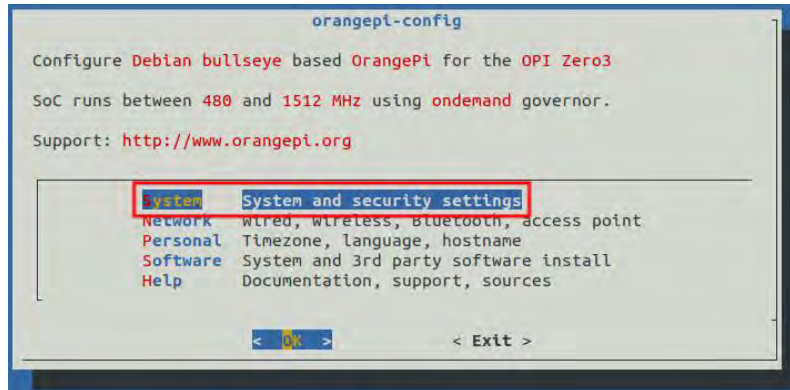 orangepi-config
Configure Debian bullseye based OrangePi for the OPI Zero3
SoC runs between 480 and 1512 MHz using ondemand governor.
Support: http://www.orangepi.org
System System and security settings
Network Wired, wireless, Bluetooth, access point
Personal Timezone, language, hostname
Software System and 3rd party software install
Help Documentation, support, sources
< OK > < Exit >